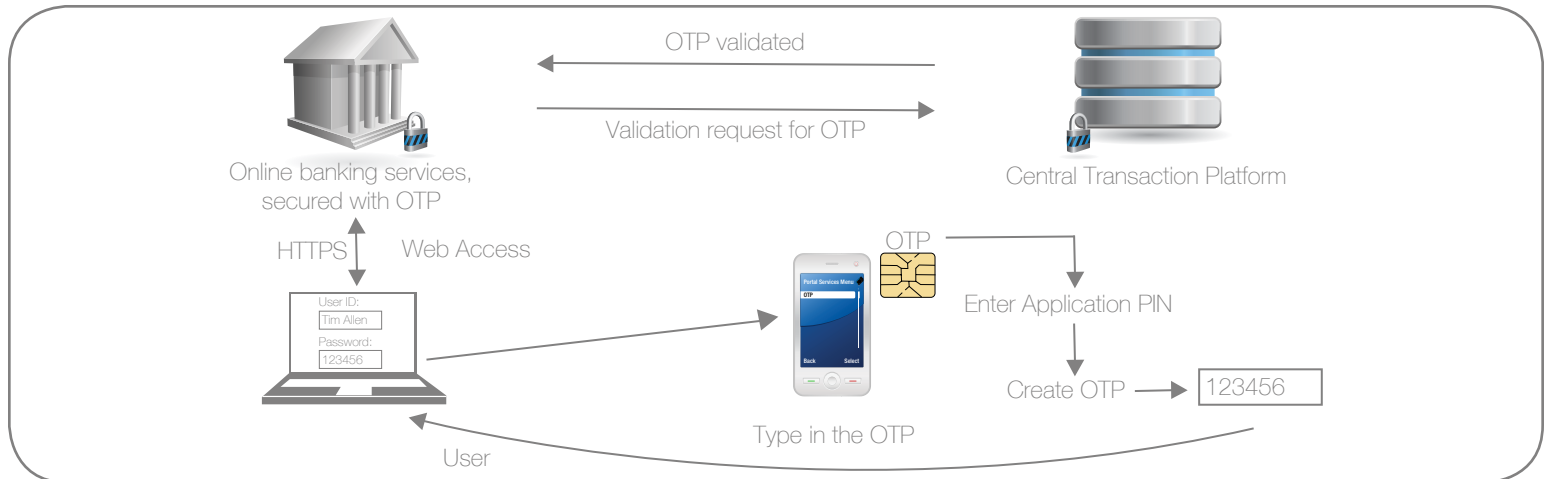 OTP validated
Validation request for OTP
Online banking services,
secured with OTP
Central Transaction Platform
HTTPS
Web Access
User ID:
Tim Allen
Password:
123456
Portal Services Menu
OTP
Back
Select
OTP
Enter Application PIN
Create OTP
123456
Type in the OTP
User